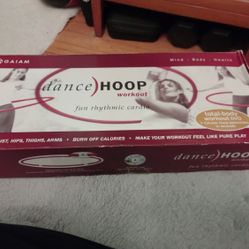 GAIAM
Mind • Body • Hearts
dance)HOOP
workout
fun rhythmic cardio
total-body
workout DVD
HIPS, THIGHS, ARMS • BURN OFF CALORIES • MAKE YOUR WORKOUT FEEL LIKE PURE PLAY
dance)HOOP
fun rhythmic cardio